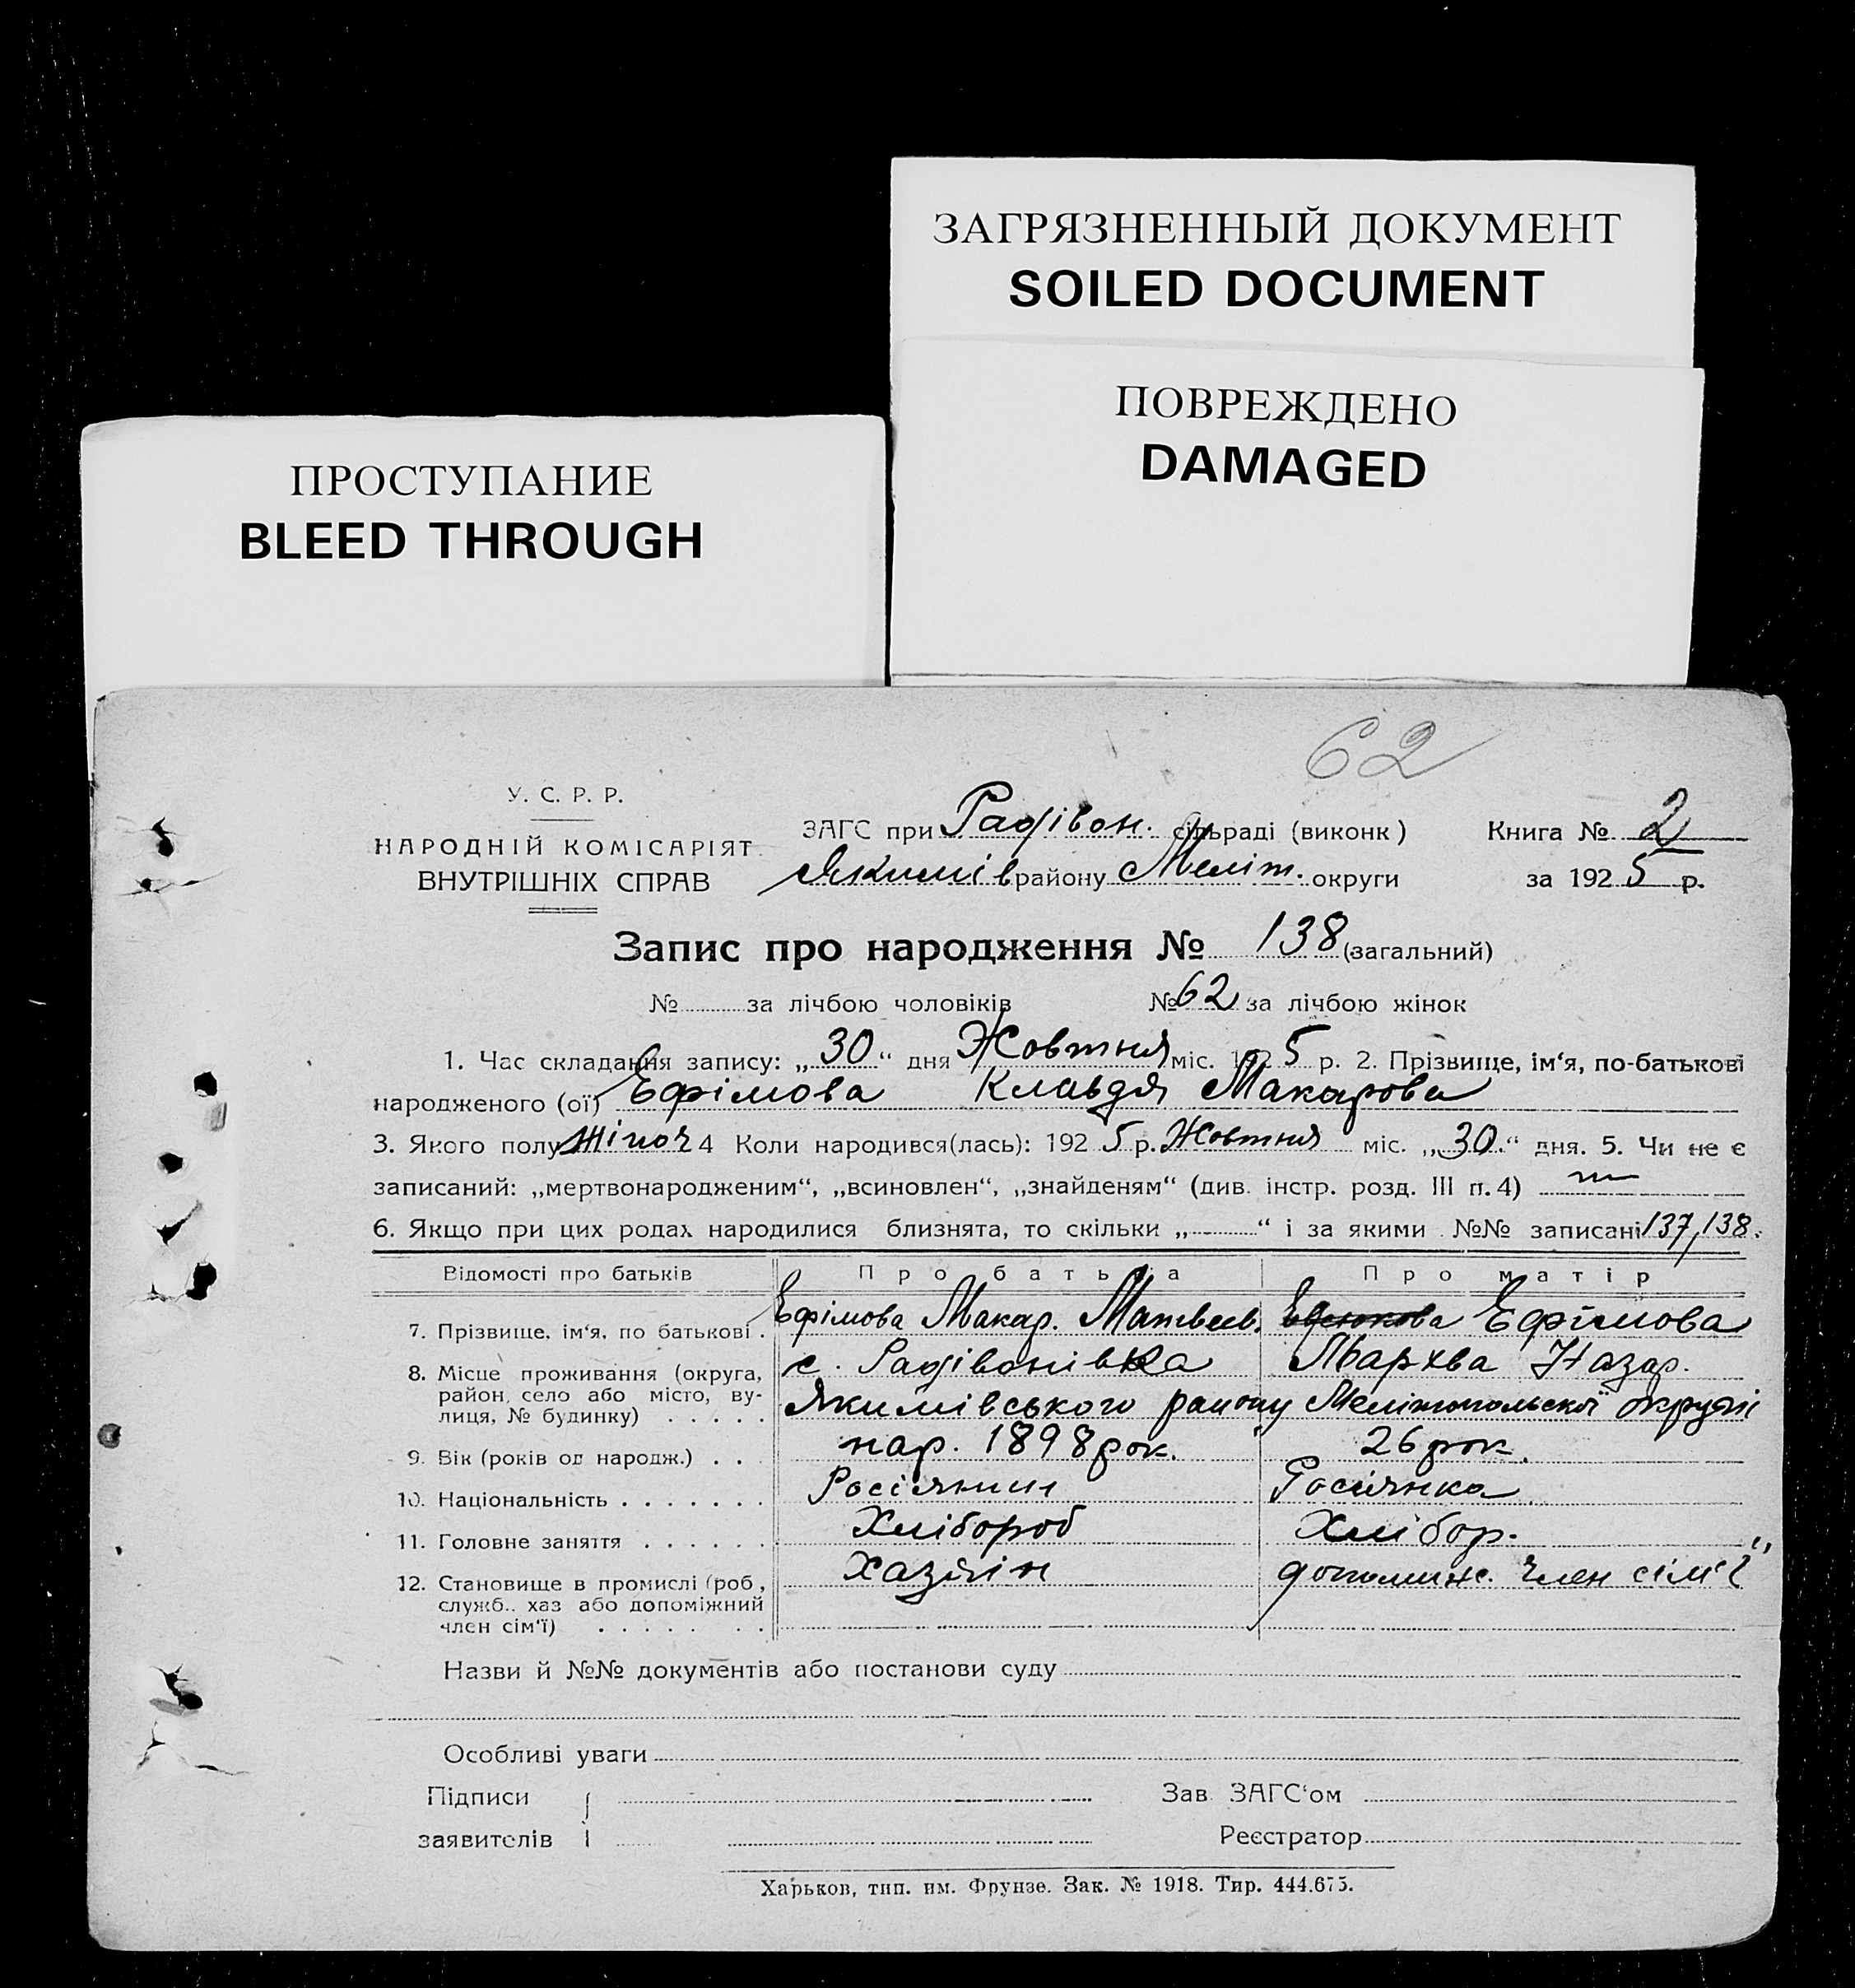 ЗАГРЯЗНЕННЫЙ ДОКУМЕНТ
SOILED DOCUMENT
ПОВРЕЖДЕНО
DAMAGED
ПРОСТУПАНИЕ
BLEED THROUGH
62
У. С. Р. Р.
НАРОДНІЙ КОМІСАРІЯТ
ВНУТРІШНІХ СПРАВ
ЗАГС при Радівон. сільраді (виконк) Книга № 2
Якимів району Меліт. округи за 1925 р.
Запис про народження № 138 (загальний)
№ за лічбою чоловіків № 62 за лічбою жінок
1. Час складання запису: „30“ дня Жовтня міс. 1925 р. 2. Прізвище, ім‘я, по-батькові
народженого (ої) Ефімова Клавдя Макарова
3. Якого полу жіноч 4 Коли народився(лась): 1925 р. Жовтня міс. „30.“ дня. 5. Чи не є
записаний: „мертвонародженим“, „всиновлен“, „знайденям“ (див. інстр. розд. III п. 4)
6. Якщо при цих родах народилися близнята, то скільки „ “ і за якими №№ записані 137, 138.
Відомості про батьків Про батька Про матір
7. Прізвище, ім‘я, по батькові . Ефімова Макар. Матвеев. Ефімова
Мархва Назар.
8. Місце проживання (округа, с. Радівонівка
район, село або місто, ву-
лиця, № будинку) . . . . . Якимівського району Мелітопольскої округи
9. Вік (років од народж.) . . . нар. 1898 рок. 26 рок.
10. Національність . . . . . . . Росіянин Росіянка
11. Головне заняття . . . . . . Хлібороб Хлібор.
12. Становище в промислі (роб., Хазяін допоміж. член сім‘ї
служб., хаз або допоміжний
член сім‘ї) . . . . . . .
Назви й №№ документів або постанови суду
Особливі уваги
Підписи Зав ЗАГС‘ом
заявителів Реєстратор
Харьков, тип. им. Фрунзе. Зак. № 1918. Тир. 444.675.